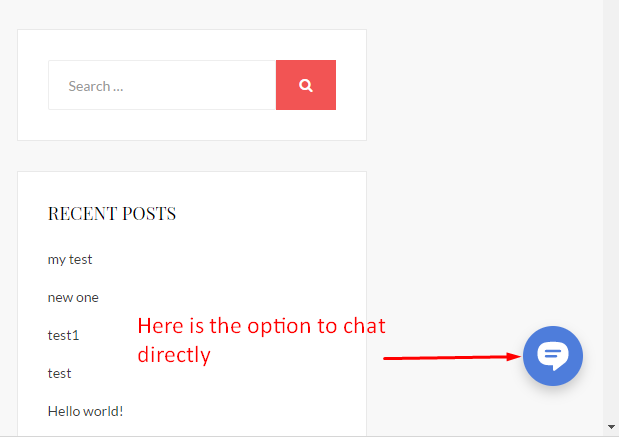 Search ...
RECENT POSTS
my test
new one
Here is the option to chat
directly
test1
test
Hello world!